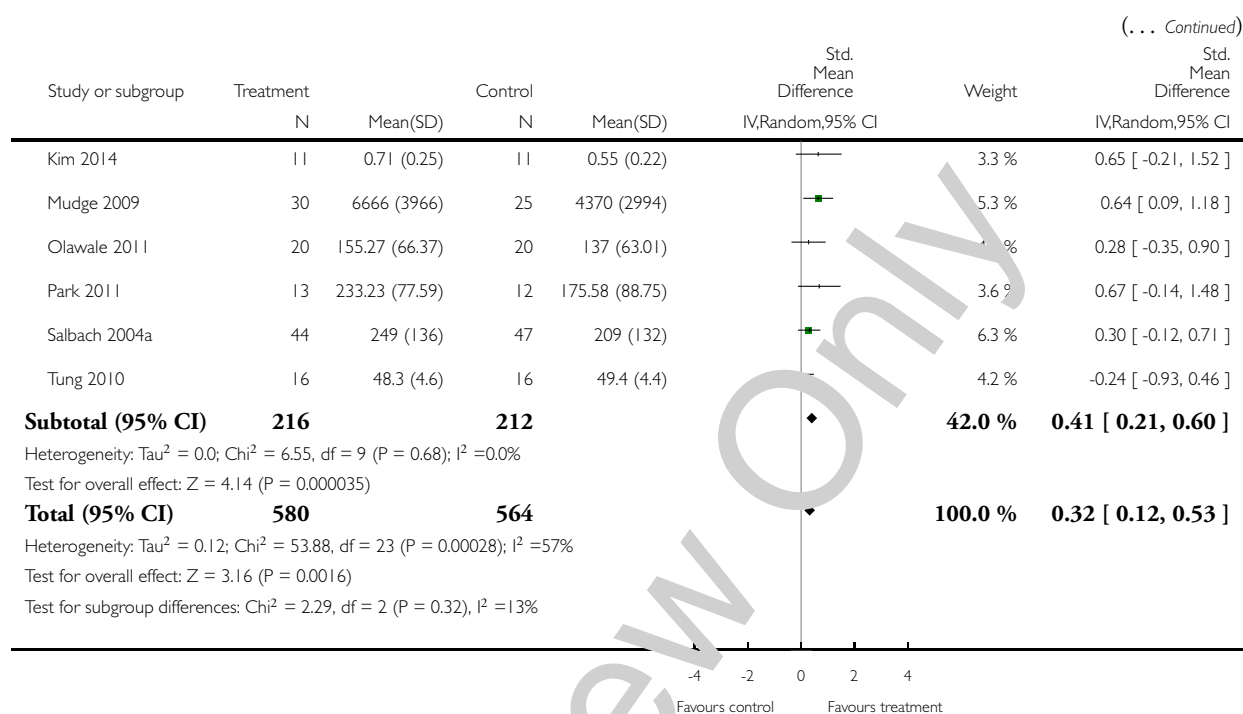 (... Continued)
Study or subgroup Treatment Control Std. Mean Difference Weight Std. Mean Difference
N Mean(SD) N Mean(SD) IV,Random,95% CI IV,Random,95% CI
Kim 2014 11 0.71 (0.25) 11 0.55 (0.22) 3.3 % 0.65 [ -0.21, 1.52 ]
Mudge 2009 30 6666 (3966) 25 4370 (2994) 5.3 % 0.64 [ 0.09, 1.18 ]
Olawale 2011 20 155.27 (66.37) 20 137 (63.01) % 0.28 [ -0.35, 0.90 ]
Park 2011 13 233.23 (77.59) 12 175.58 (88.75) 3.6 % 0.67 [ -0.14, 1.48 ]
Salbach 2004a 44 249 (136) 47 209 (132) 6.3 % 0.30 [ -0.12, 0.71 ]
Tung 2010 16 48.3 (4.6) 16 49.4 (4.4) 4.2 % -0.24 [ -0.93, 0.46 ]
Subtotal (95% CI) 216 212 42.0 % 0.41 [ 0.21, 0.60 ]
Heterogeneity: Tau² = 0.0; Chi² = 6.55, df = 9 (P = 0.68); I² =0.0%
Test for overall effect: Z = 4.14 (P = 0.000035)
Total (95% CI) 580 564 100.0 % 0.32 [ 0.12, 0.53 ]
Heterogeneity: Tau² = 0.12; Chi² = 53.88, df = 23 (P = 0.00028); I² =57%
Test for overall effect: Z = 3.16 (P = 0.0016)
Test for subgroup differences: Chi² = 2.29, df = 2 (P = 0.32), I² =13%
-4 -2 0 2 4
Favours control Favours treatment
Only